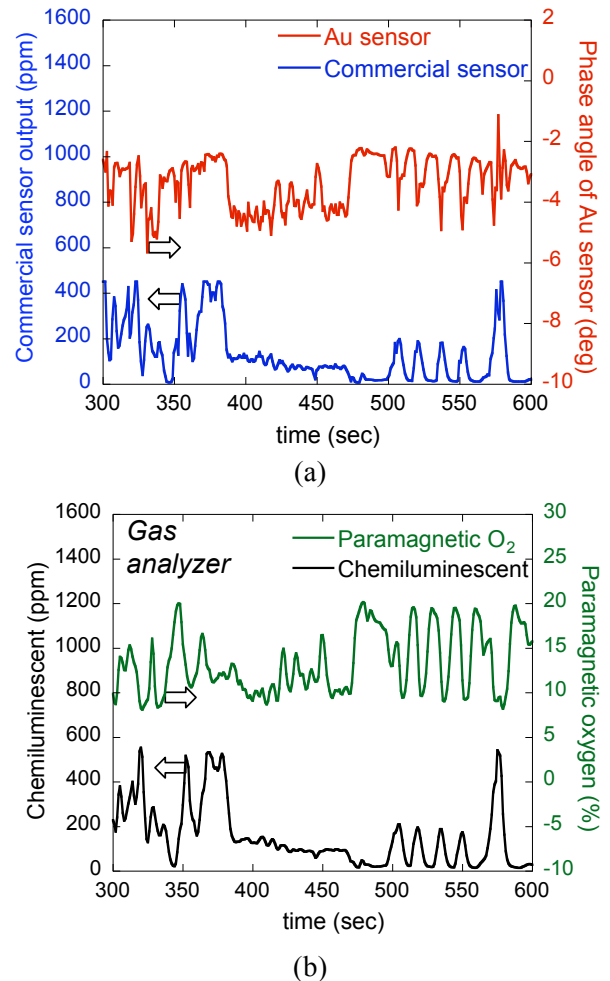 1600
1400
1200
1000
800
600
400
200
0
Commercial sensor output (ppm)
Au sensor
Commercial sensor
2
0
-2
-4
-6
-8
-10
Phase angle of Au sensor (deg)
300 350 400 450 500 550 600
time (sec)
(a)
1600
1400
1200
1000
800
600
400
200
0
Chemiluminescent (ppm)
Gas
analyzer
Paramagnetic O₂
Chemiluminescent
30
25
20
15
10
5
0
-5
-10
Paramagnetic oxygen (%)
300 350 400 450 500 550 600
time (sec)
(b)